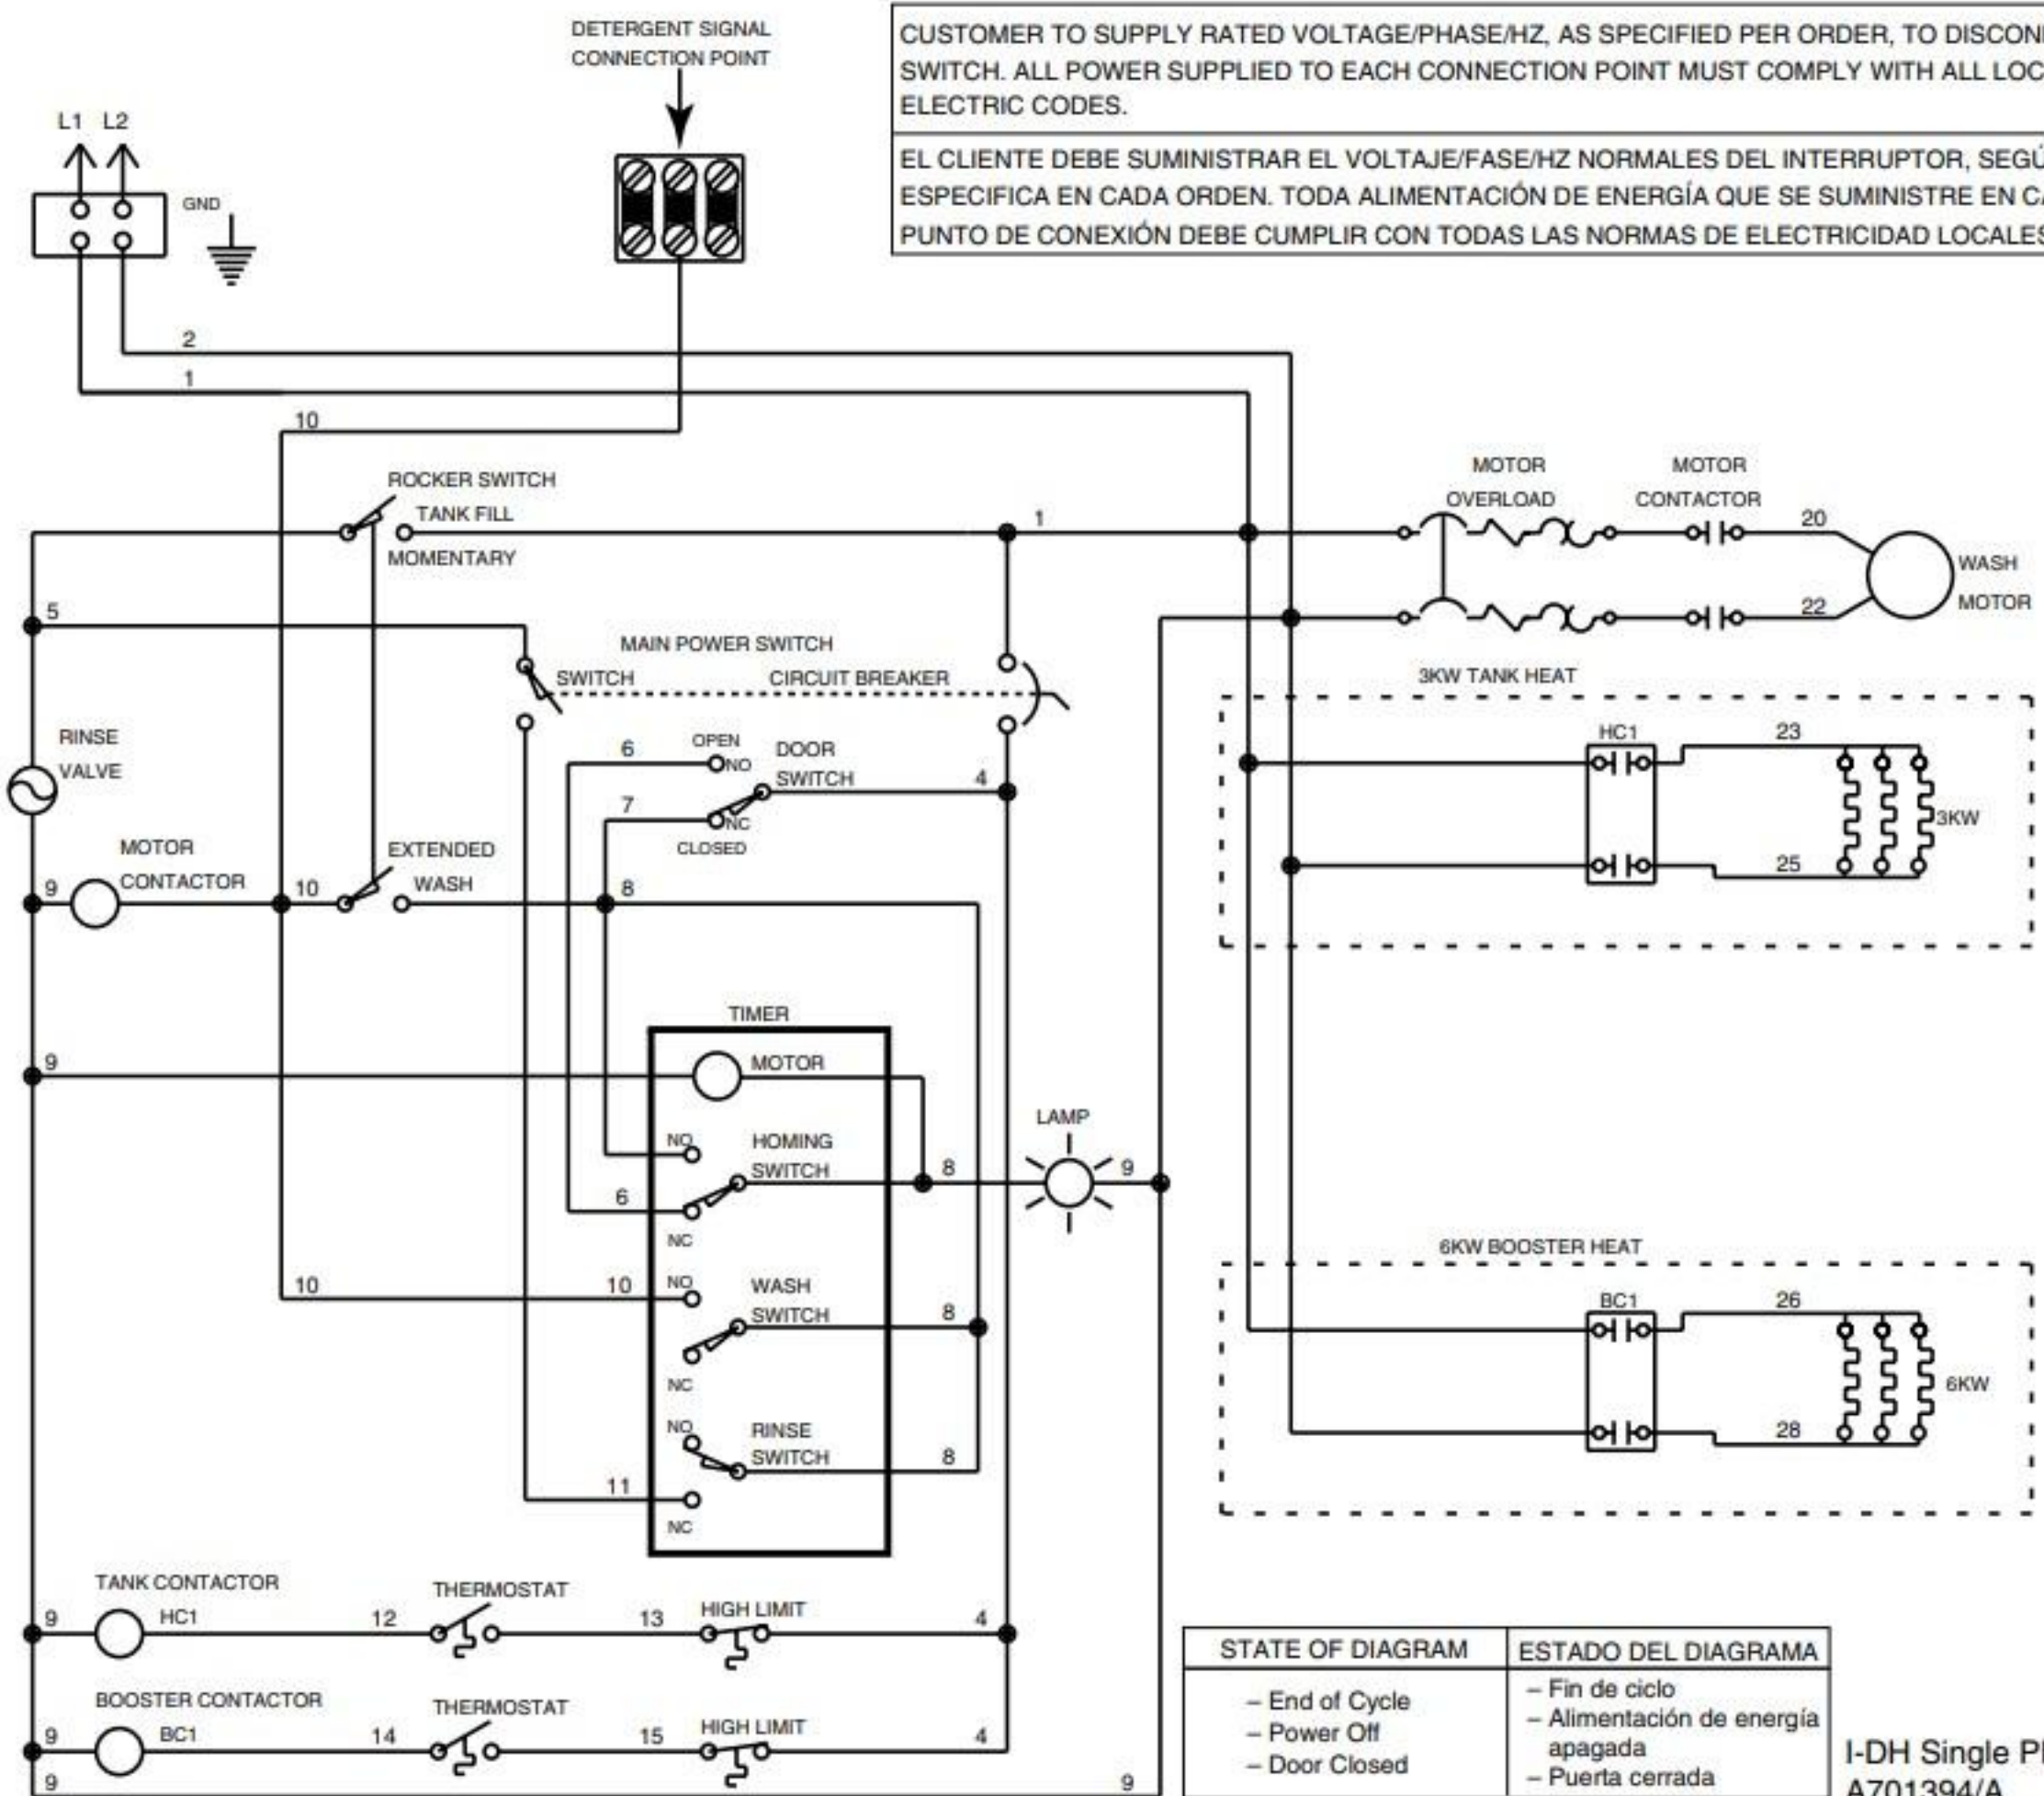 DETERGENT SIGNAL
CONNECTION POINT
CUSTOMER TO SUPPLY RATED VOLTAGE/PHASE/HZ, AS SPECIFIED PER ORDER, TO
SWITCH. ALL POWER SUPPLIED TO EACH CONNECTION POINT MUST COMPLY WITH ALL
ELECTRIC CODES.
EL CLIENTE DEBE SUMINISTRAR EL VOLTAJE/FASE/HZ NORMALES DEL INTERRUPTOR,
ESPECIFICA EN CADA ORDEN. TODA ALIMENTACIÓN DE ENERGÍA QUE SE SUMINISTRE EN
PUNTO DE CONEXIÓN DEBE CUMPLIR CON TODAS LAS NORMAS DE ELECTRICIDAD LOCALES
L1 L2
GND
2
1
10
ROCKER SWITCH
TANK FILL
MOMENTARY
1
MOTOR
OVERLOAD
MOTOR
CONTACTOR
20
22
WASH
MOTOR
5
MAIN POWER SWITCH
SWITCH
CIRCUIT BREAKER
3KW TANK HEAT
HC1
23
25
3KW
RINSE
VALVE
6
OPEN
NO
DOOR
SWITCH
4
7
NC
CLOSED
MOTOR
CONTACTOR
9
10
EXTENDED
WASH
8
TIMER
9
MOTOR
NO
HOMING
SWITCH
8
6
NC
LAMP
9
10
10
NO
WASH
SWITCH
8
NC
NO
RINSE
SWITCH
8
11
NC
6KW BOOSTER HEAT
BC1
26
28
6KW
TANK CONTACTOR
9
HC1
12
THERMOSTAT
13
HIGH LIMIT
4
BOOSTER CONTACTOR
9
BC1
14
THERMOSTAT
15
HIGH LIMIT
4
9
9
STATE OF DIAGRAM
– End of Cycle
– Power Off
– Door Closed
ESTADO DEL DIAGRAMA
– Fin de ciclo
– Alimentación de energía
apagada
– Puerta cerrada
I-DH Single
A701394/A